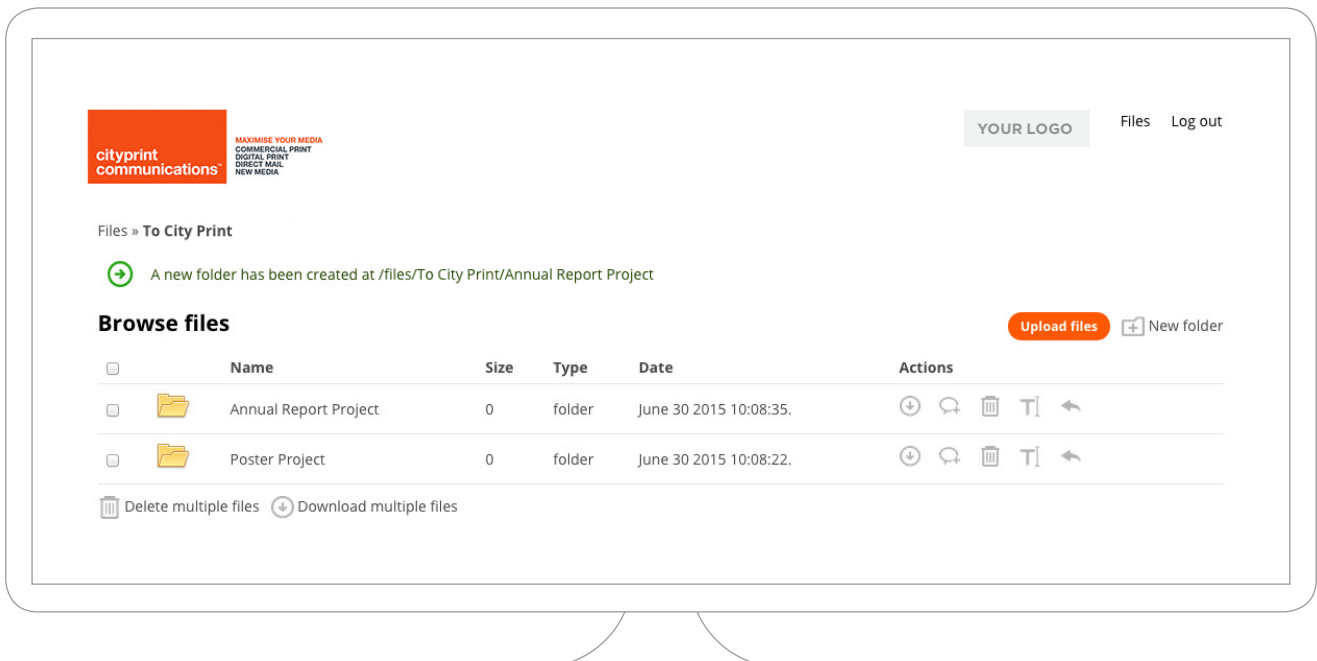 cityprint
communications™
MAXIMISE YOUR MEDIA
COMMERCIAL PRINT
DIGITAL PRINT
DIRECT MAIL
NEW MEDIA
YOUR LOGO
Files Log out
Files » To City Print
A new folder has been created at /files/To City Print/Annual Report Project
Browse files
Upload files New folder
Name Size Type Date Actions
Annual Report Project 0 folder June 30 2015 10:08:35.
Poster Project 0 folder June 30 2015 10:08:22.
Delete multiple files Download multiple files